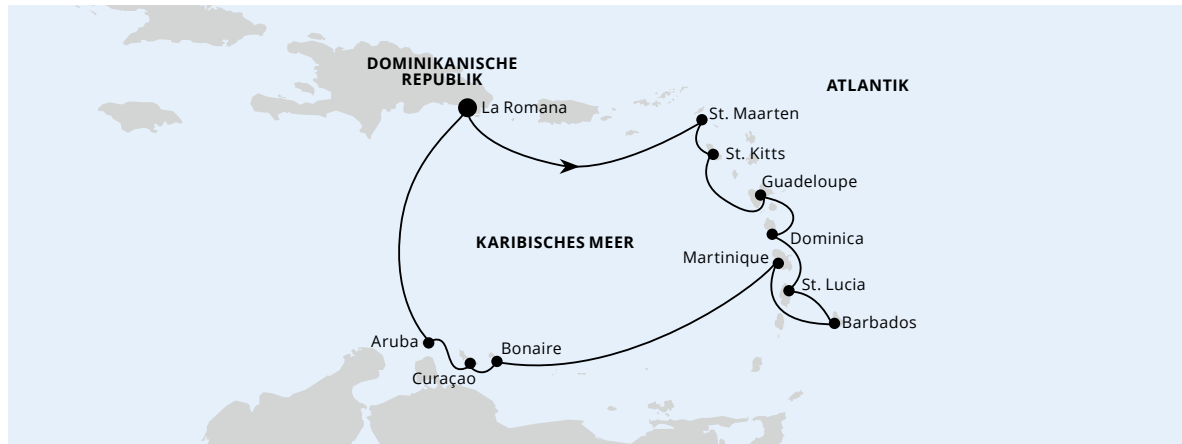 DOMINIKANISCHE
REPUBLIK
ATLANTIK
La Romana
St. Maarten
St. Kitts
Guadeloupe
Dominica
KARIBISCHES MEER
Martinique
St. Lucia
Barbados
Aruba
Bonaire
Curaçao